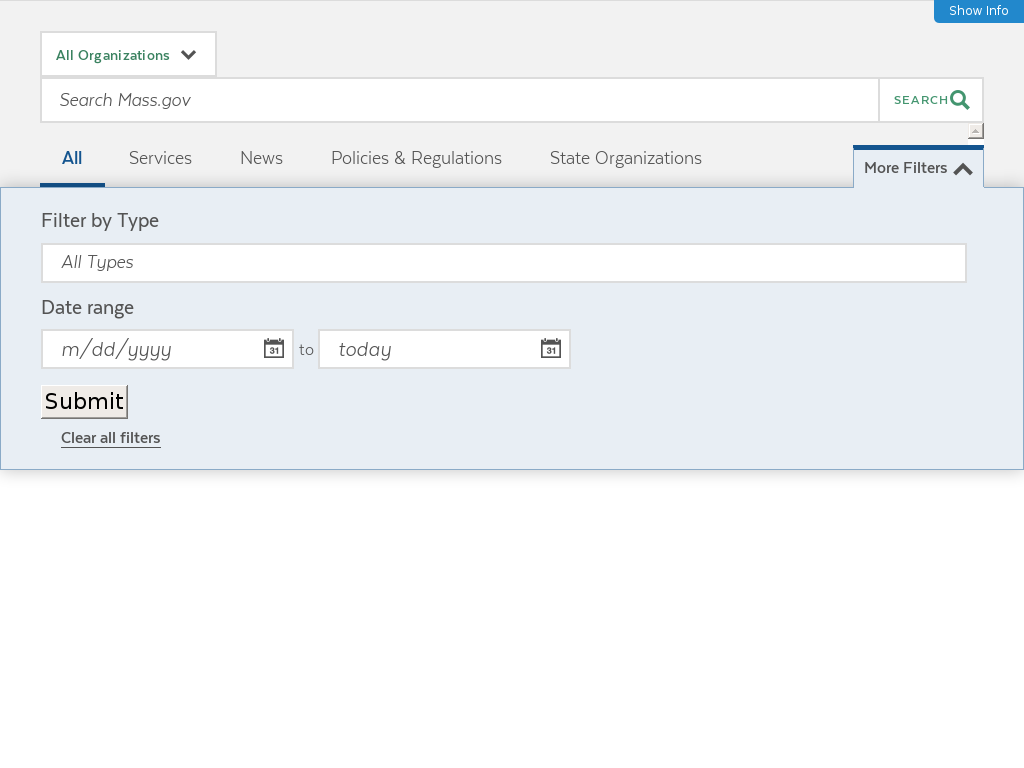 Show Info
All Organizations
Search Mass.gov
SEARCH
All
Services
News
Policies & Regulations
State Organizations
More Filters
Filter by Type
All Types
Date range
m/dd/yyyy
31
to
today
31
Submit
Clear all filters